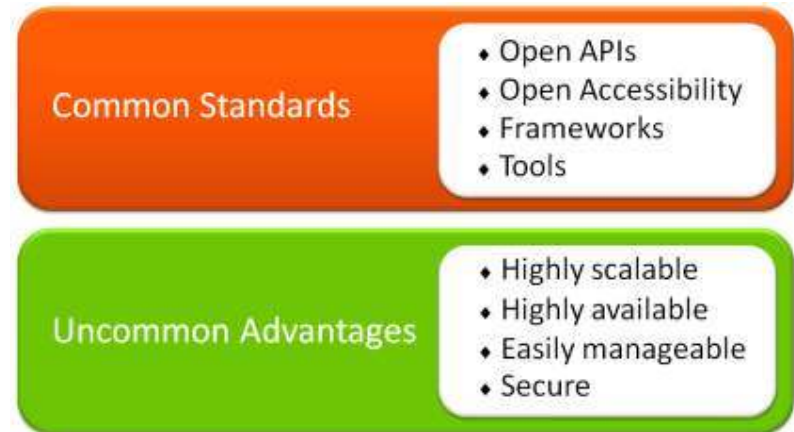 Common Standards
♦ Open APIs
♦ Open Accessibility
♦ Frameworks
♦ Tools
Uncommon Advantages
♦ Highly scalable
♦ Highly available
♦ Easily manageable
♦ Secure